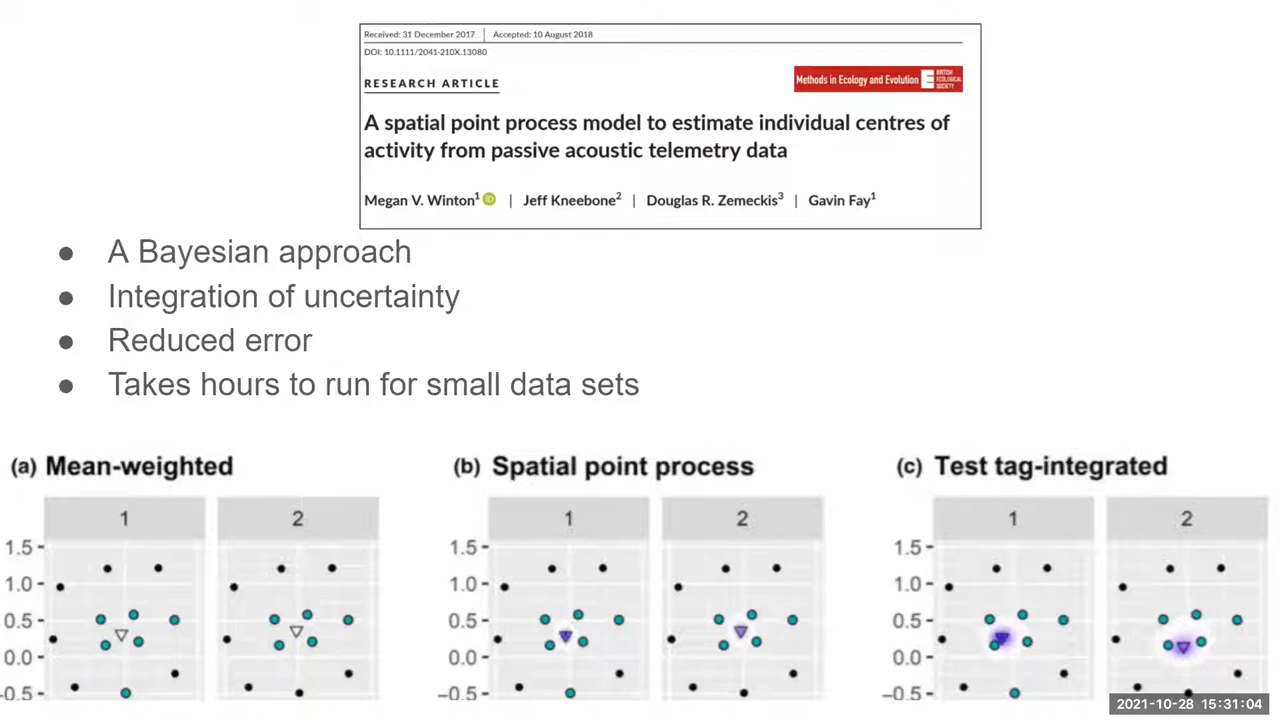 Received: 31 December 2017 | Accepted: 10 August 2018
DOI: 10.1111/2041-210X.13080
RESEARCH ARTICLE
Methods in Ecology and Evolution
BRITISH
ECOLOGICAL
SOCIETY
A spatial point process model to estimate individual centres of
activity from passive acoustic telemetry data
Megan V. Winton1 | Jeff Kneebone2 | Douglas R. Zemeckis3 | Gavin Fay1
● A Bayesian approach
● Integration of uncertainty
● Reduced error
● Takes hours to run for small data sets
(a) Mean-weighted
1 2
1.5
1.0
0.5
0.0
-0.5
(b) Spatial point process
1 2
1.5
1.0
0.5
0.0
-0.5
(c) Test tag-integrated
1 2
1.5
1.0
0.5
0.0
-0.5
2021-10-28 15:31:04